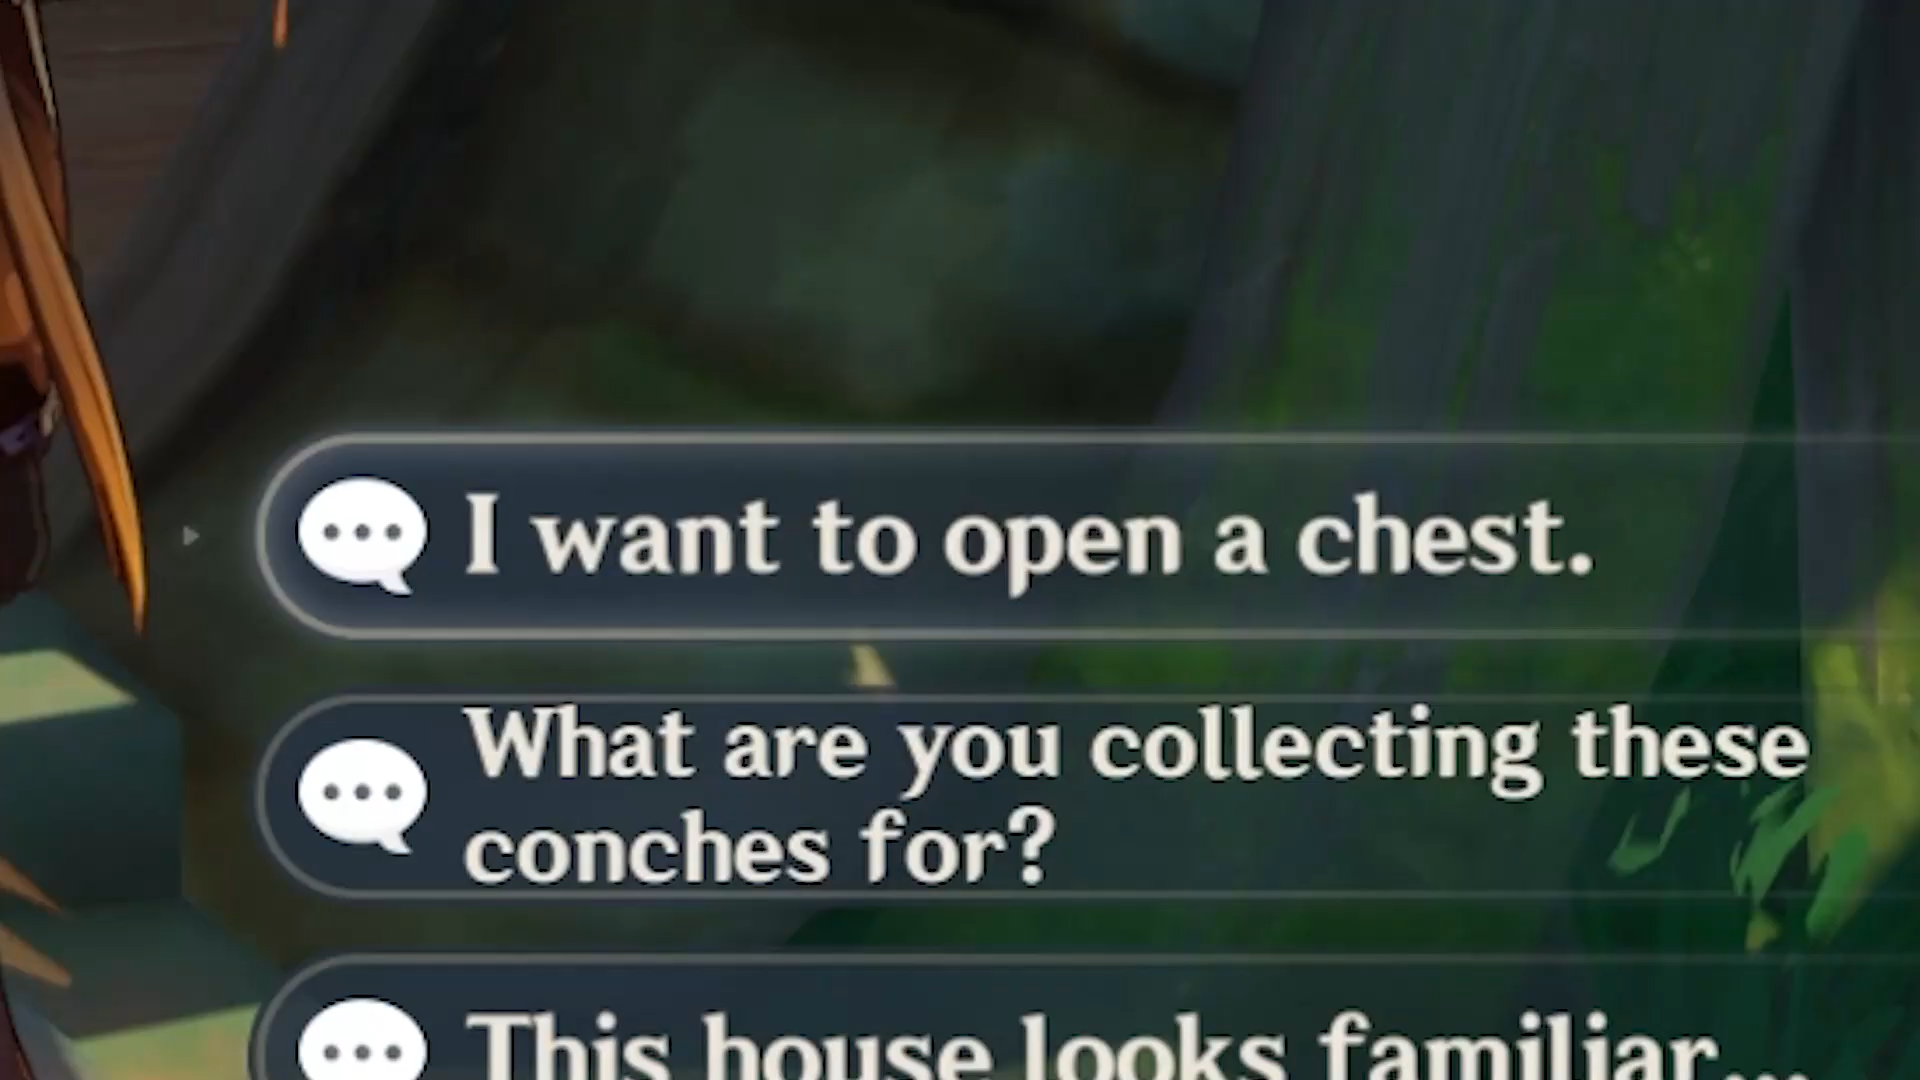 I want to open a chest.
What are you collecting these
conches for?
This house looks familiar...